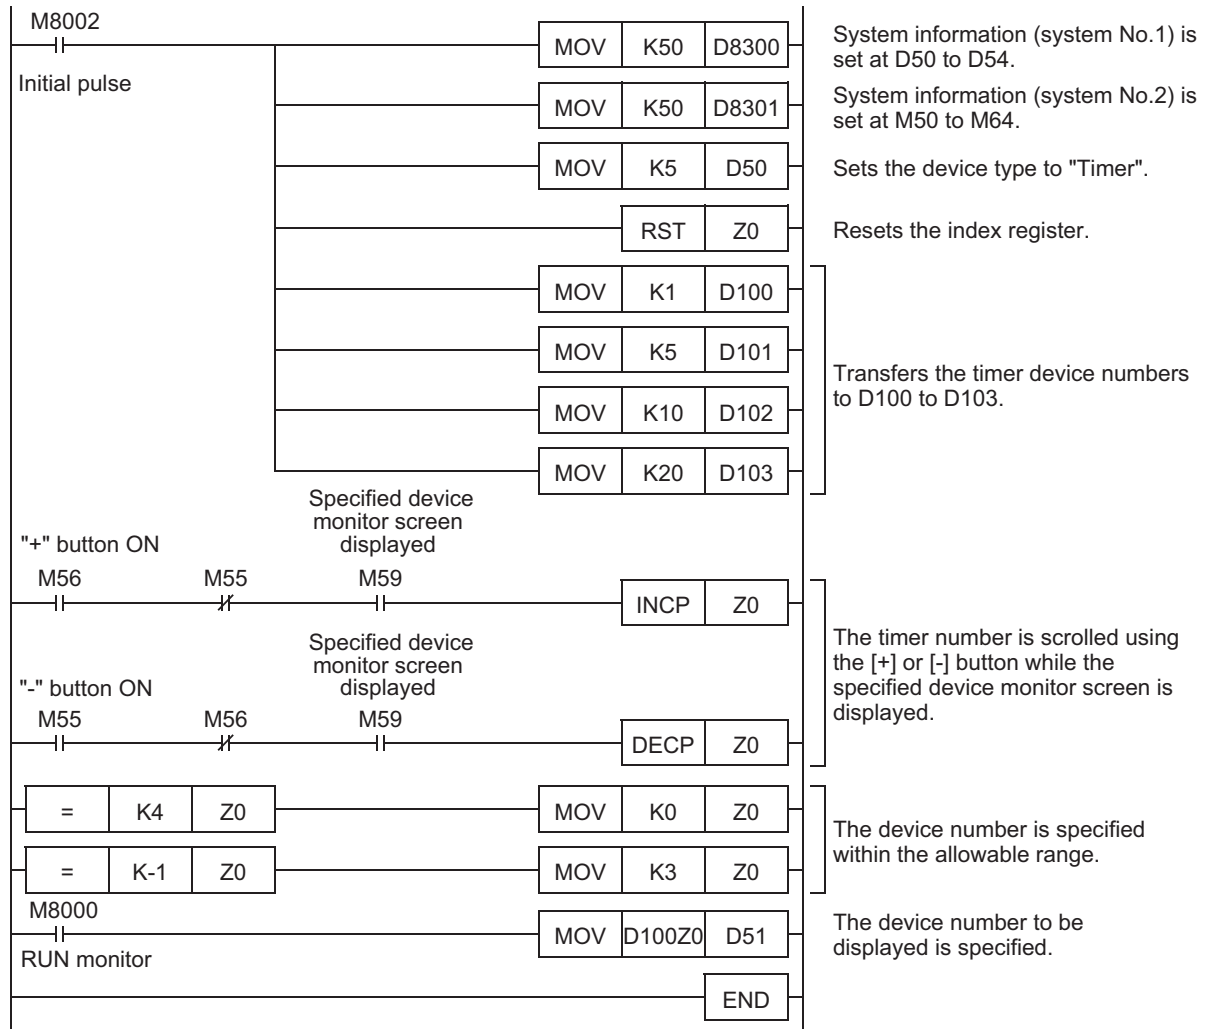 M8002
MOV K50 D8300
System information (system No.1) is
set at D50 to D54.
Initial pulse
MOV K50 D8301
System information (system No.2) is
set at M50 to M64.
MOV K5 D50
Sets the device type to "Timer".
RST Z0
Resets the index register.
MOV K1 D100
MOV K5 D101
MOV K10 D102
MOV K20 D103
Transfers the timer device numbers
to D100 to D103.
Specified device
monitor screen
displayed
"+" button ON
M56 M55 M59
INCP Z0
Specified device
monitor screen
displayed
"-" button ON
M55 M56 M59
DECP Z0
The timer number is scrolled using
the [+] or [-] button while the
specified device monitor screen is
displayed.
= K4 Z0 MOV K0 Z0
= K-1 Z0 MOV K3 Z0
The device number is specified
within the allowable range.
M8000
MOV D100Z0 D51
RUN monitor
The device number to be
displayed is specified.
END